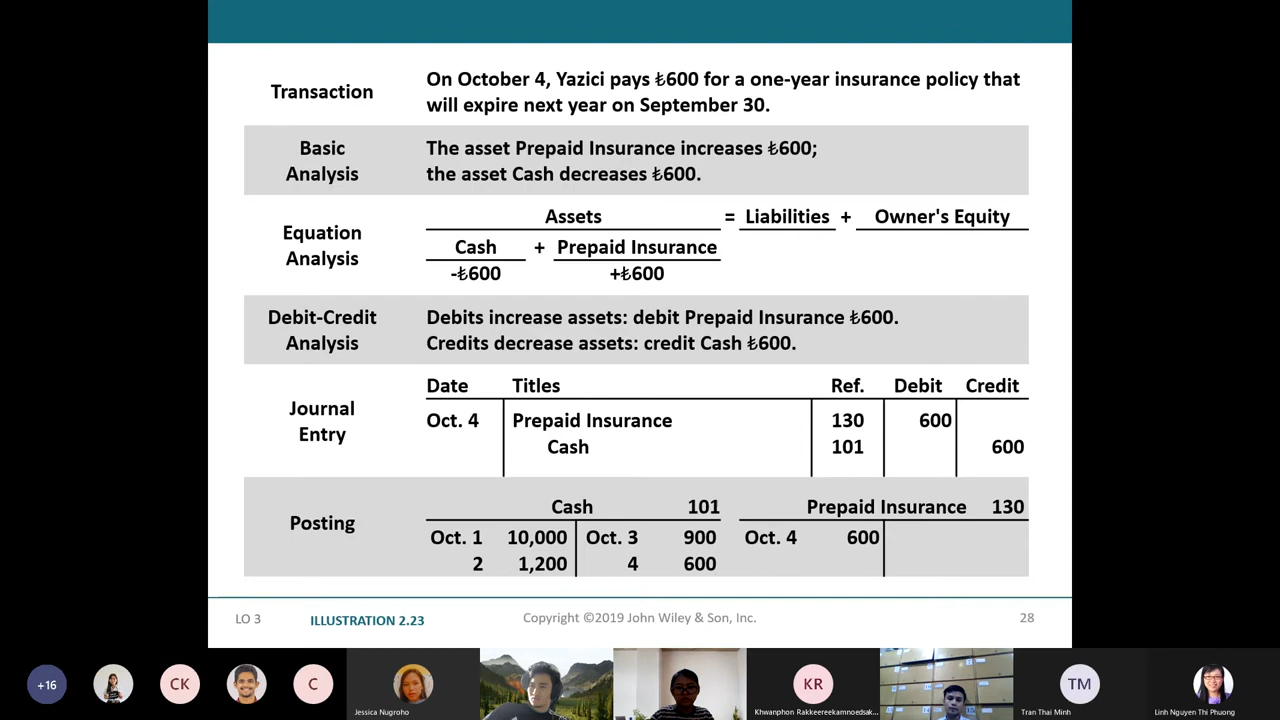 Transaction
On October 4, Yazici pays ₺600 for a one-year insurance policy that
will expire next year on September 30.
Basic
Analysis
The asset Prepaid Insurance increases ₺600;
the asset Cash decreases ₺600.
Equation
Analysis
Assets = Liabilities + Owner's Equity
Cash + Prepaid Insurance
-₺600 +₺600
Debit-Credit
Analysis
Debits increase assets: debit Prepaid Insurance ₺600.
Credits decrease assets: credit Cash ₺600.
Journal
Entry
Date Titles Ref. Debit Credit
Oct. 4 Prepaid Insurance 130 600
Cash 101 600
Posting
Cash 101 Prepaid Insurance 130
Oct. 1 10,000 Oct. 3 900 Oct. 4 600
2 1,200 4 600
LO 3 ILLUSTRATION 2.23 Copyright ©2019 John Wiley & Son, Inc. 28
+16 CK C KR TM
Jessica Nugroho Khwanphon Rakkeereekamnoedsak... Tran Thai Minh Linh Nguyen Thi Phuong